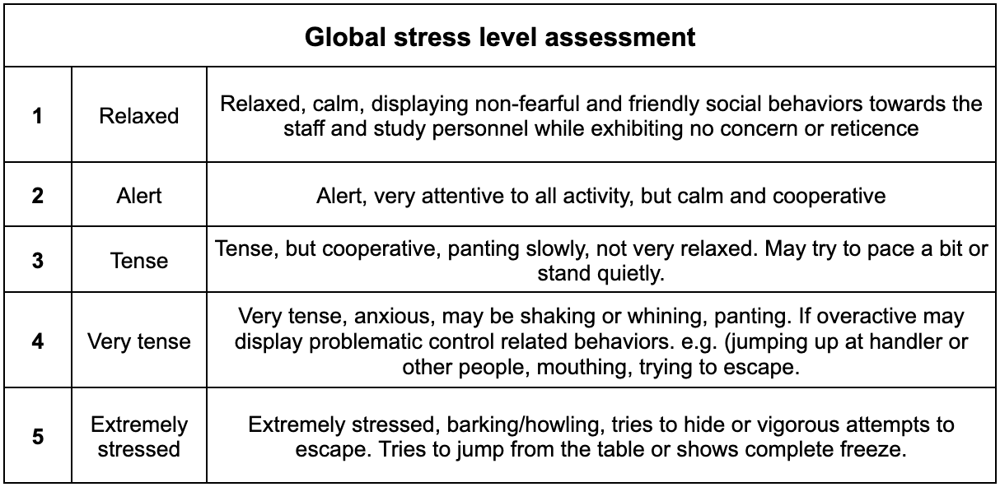 Global stress level assessment
1
Relaxed
Relaxed, calm, displaying non-fearful and friendly social behaviors towards the
staff and study personnel while exhibiting no concern or reticence
2
Alert
Alert, very attentive to all activity, but calm and cooperative
3
Tense
Tense, but cooperative, panting slowly, not very relaxed. May try to pace a bit or
stand quietly.
4
Very tense
Very tense, anxious, may be shaking or whining, panting. If overactive may
display problematic control related behaviors. e.g. (jumping up at handler or
other people, mouthing, trying to escape.
5
Extremely
stressed
Extremely stressed, barking/howling, tries to hide or vigorous attempts to
escape. Tries to jump from the table or shows complete freeze.